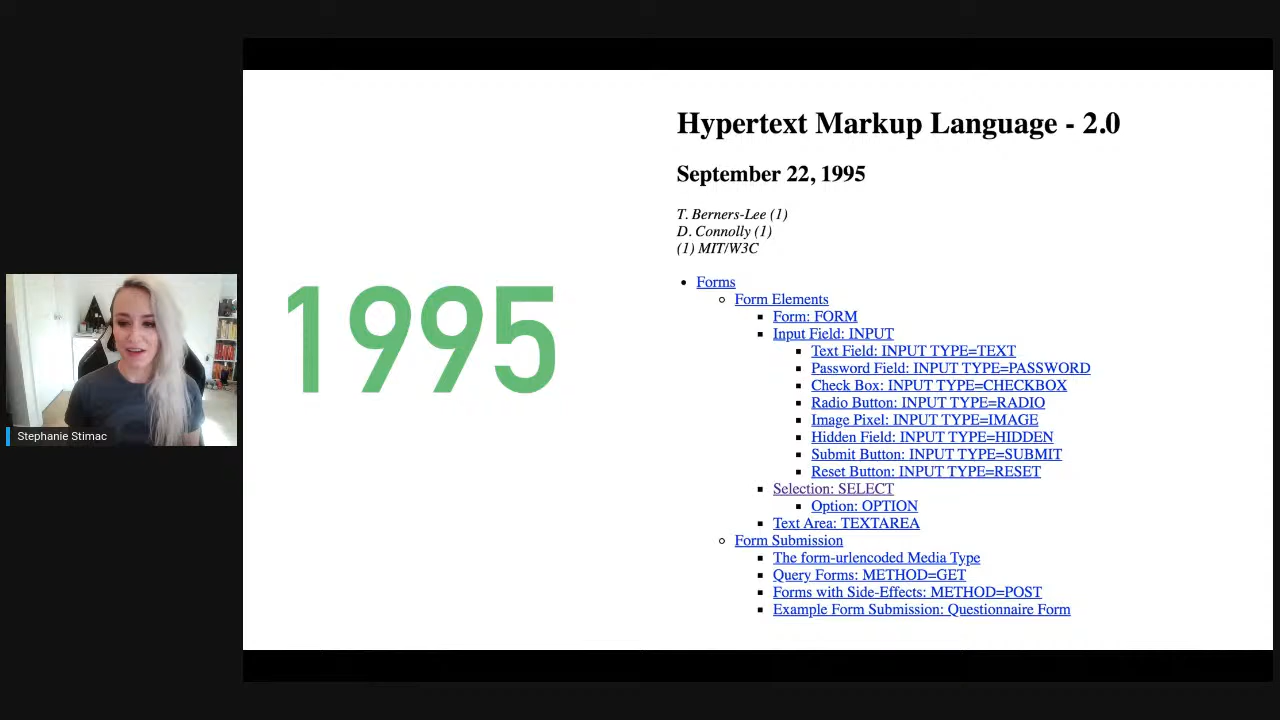 Hypertext Markup Language - 2.0
September 22, 1995
T. Berners-Lee (1)
D. Connolly (1)
(1) MIT/W3C
1995
Forms
Form Elements
Form: FORM
Input Field: INPUT
Text Field: INPUT TYPE=TEXT
Password Field: INPUT TYPE=PASSWORD
Check Box: INPUT TYPE=CHECKBOX
Radio Button: INPUT TYPE=RADIO
Image Pixel: INPUT TYPE=IMAGE
Hidden Field: INPUT TYPE=HIDDEN
Submit Button: INPUT TYPE=SUBMIT
Reset Button: INPUT TYPE=RESET
Selection: SELECT
Option: OPTION
Text Area: TEXTAREA
Form Submission
The form-urlencoded Media Type
Query Forms: METHOD=GET
Forms with Side-Effects: METHOD=POST
Example Form Submission: Questionnaire Form
Stephanie Stimac